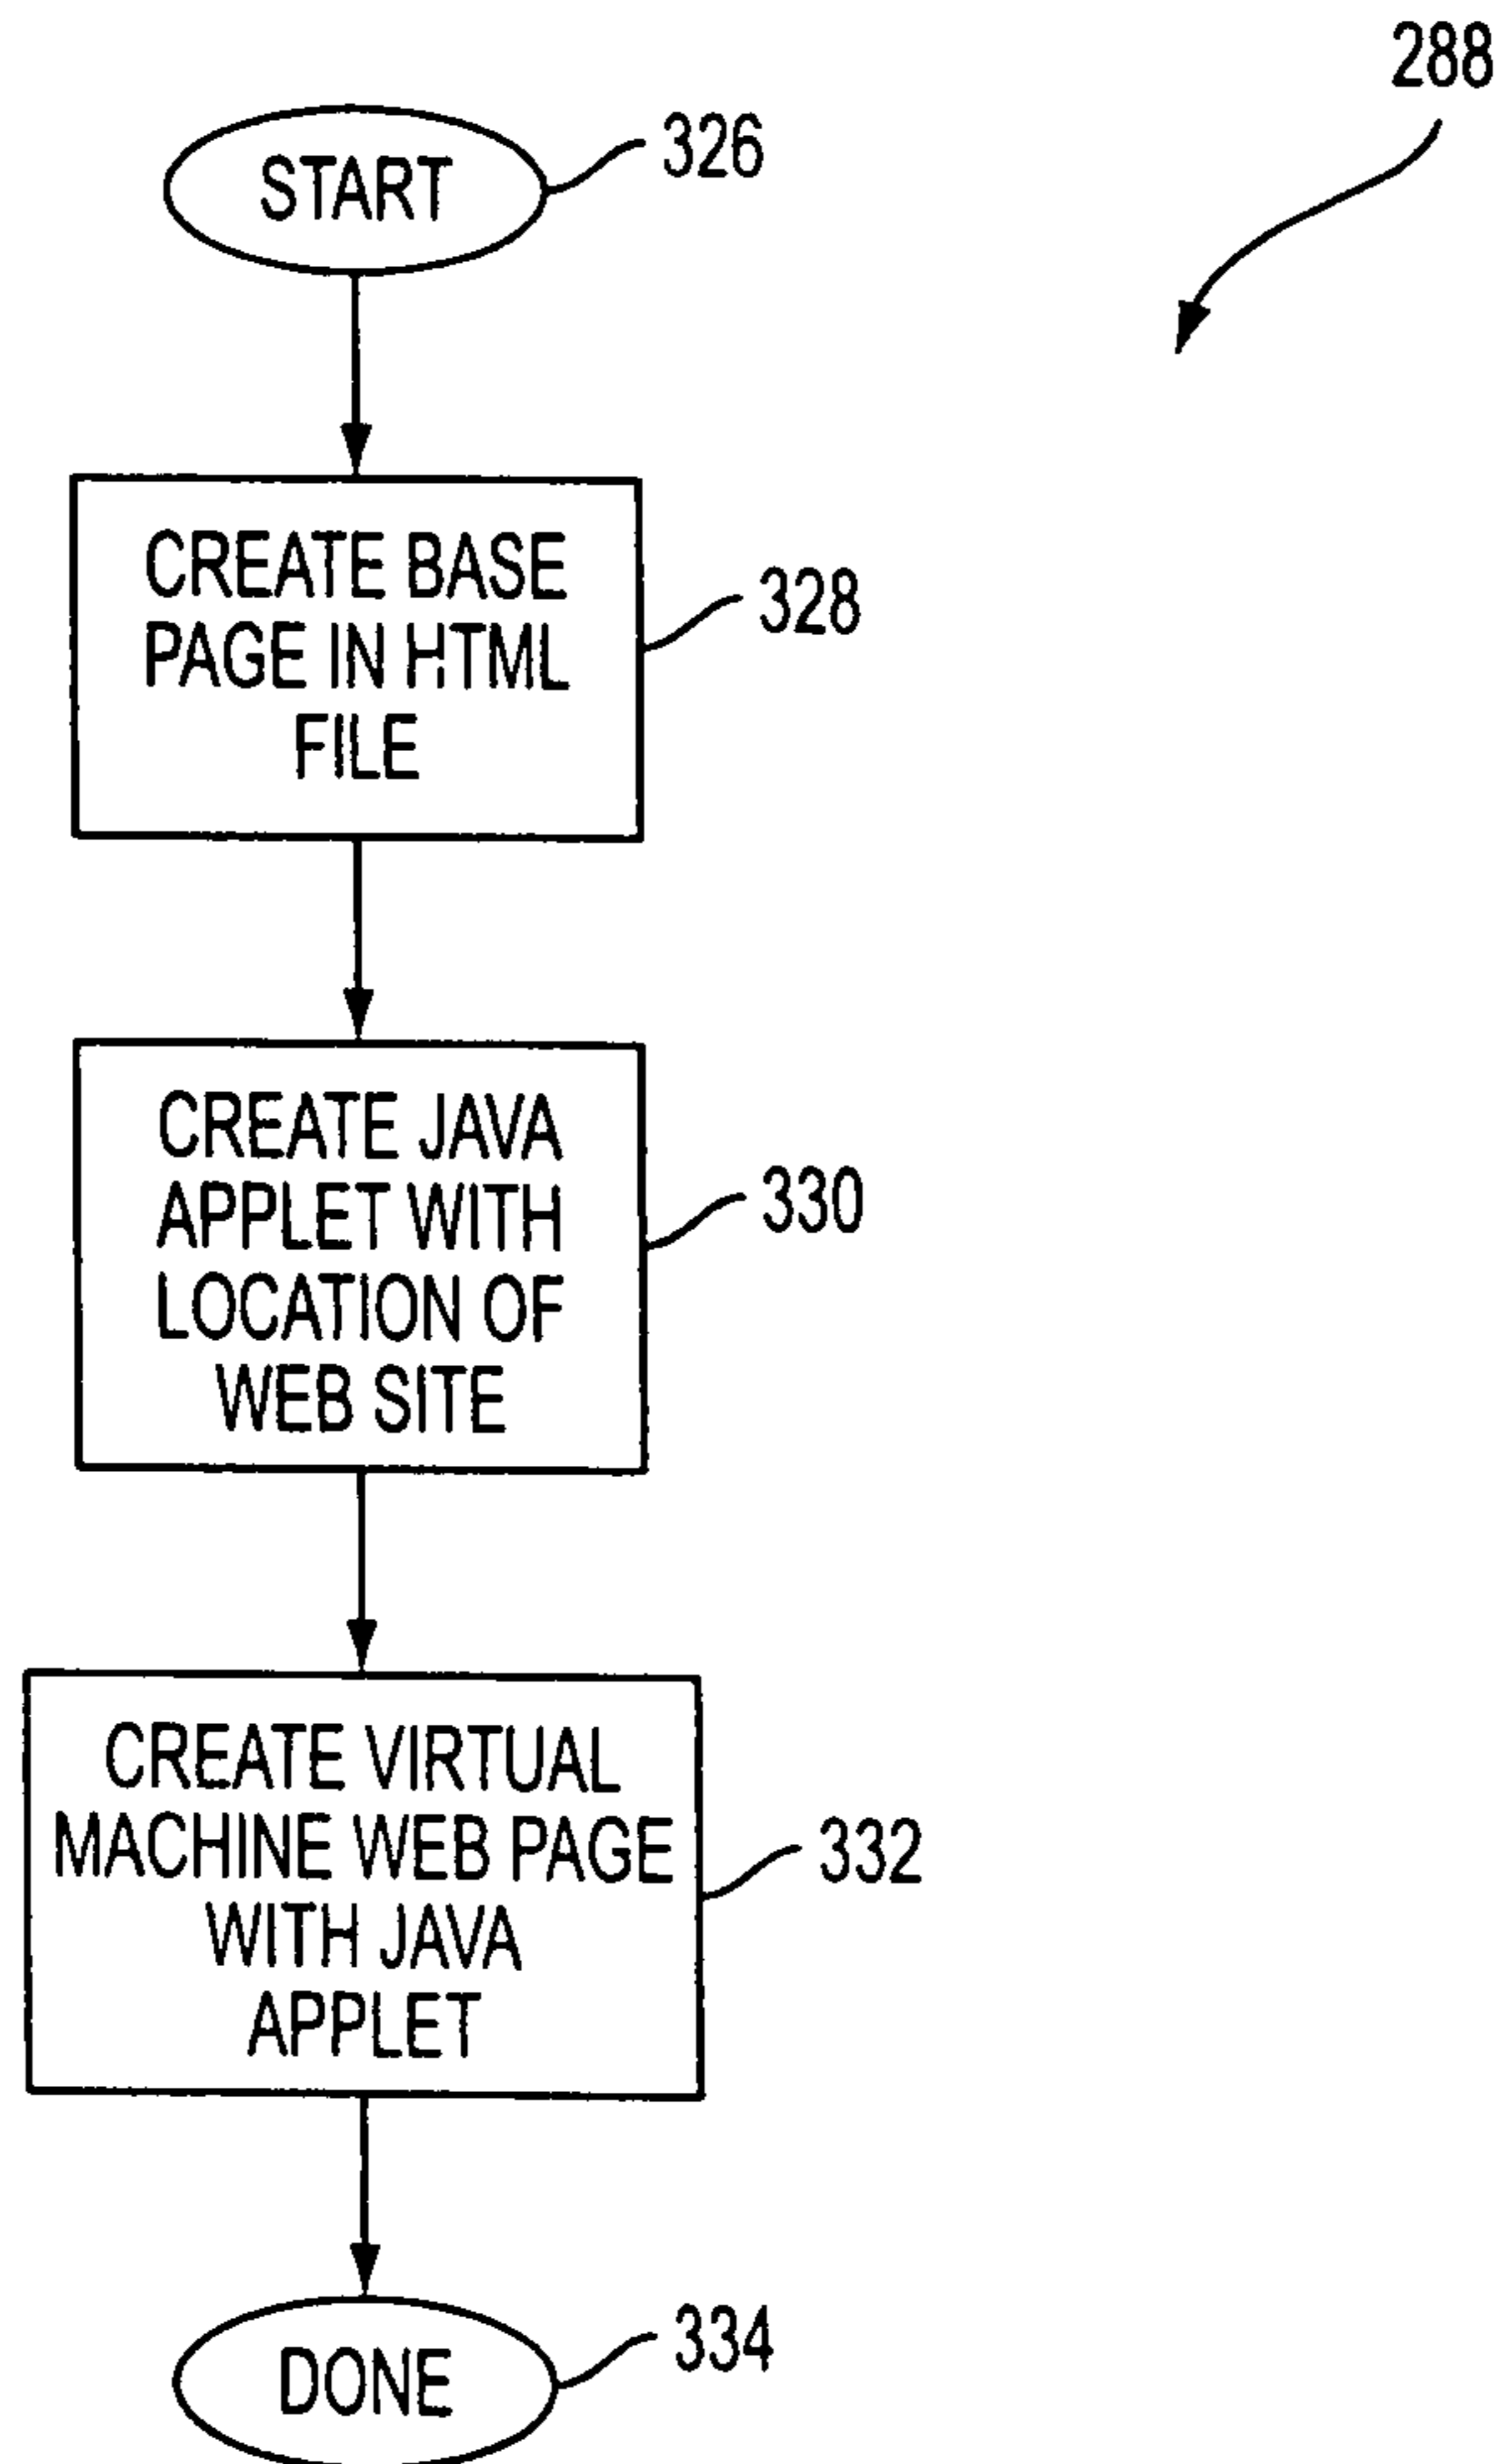 288
START
326
CREATE BASE
PAGE IN HTML
FILE
328
CREATE JAVA
APPLET WITH
LOCATION OF
WEB SITE
330
CREATE VIRTUAL
MACHINE WEB PAGE
WITH JAVA
APPLET
332
DONE
334